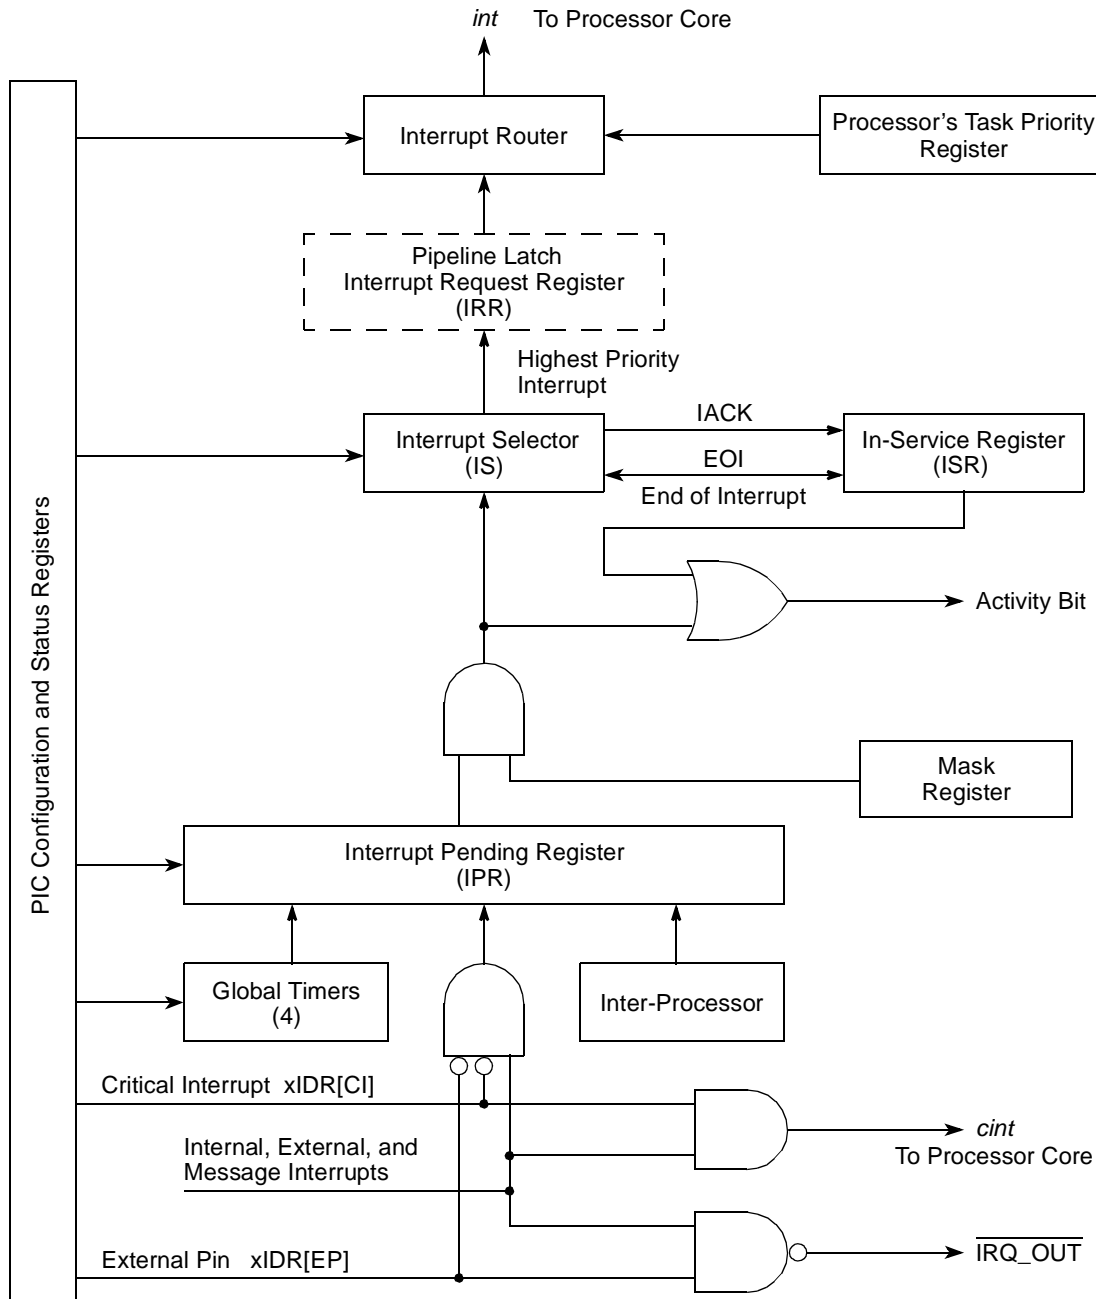 int To Processor Core
Interrupt Router
Processor's Task Priority
Register
Pipeline Latch
Interrupt Request Register
(IRR)
Highest Priority
Interrupt
Interrupt Selector
(IS)
IACK
EOI
End of Interrupt
In-Service Register
(ISR)
Activity Bit
PIC Configuration and Status Registers
Mask
Register
Interrupt Pending Register
(IPR)
Global Timers
(4)
Inter-Processor
Critical Interrupt xIDR[CI]
Internal, External, and
Message Interrupts
cint
To Processor Core
External Pin xIDR[EP]
IRQ_OUT